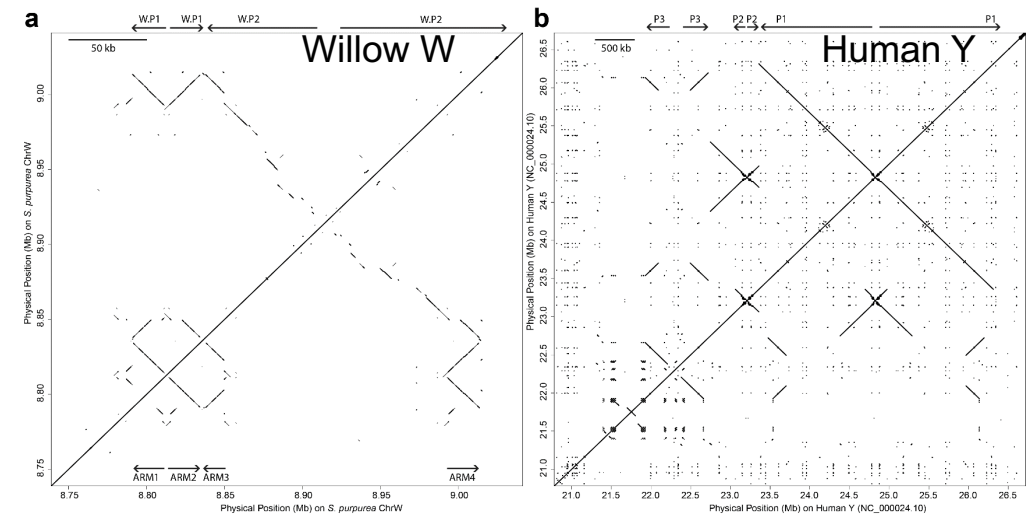 a
W.P1 W.P1 W.P2 W.P2
50 kb
Willow W
Physical Position (Mb) on S. purpurea ChrW
9.00
8.95
8.90
8.85
8.80
8.75
ARM1 ARM2 ARM3 ARM4
8.75 8.80 8.85 8.90 8.95 9.00
Physical Position (Mb) on S. purpurea ChrW
b
P3 P3 P2 P2 P1 P1
500 kb
Human Y
Physical Position (Mb) on Human Y (NC_000024.10)
26.5
26.0
25.5
25.0
24.5
24.0
23.5
23.0
22.5
22.0
21.5
21.0
21.0 21.5 22.0 22.5 23.0 23.5 24.0 24.5 25.0 25.5 26.0 26.5
Physical Position (Mb) on Human Y (NC_000024.10)